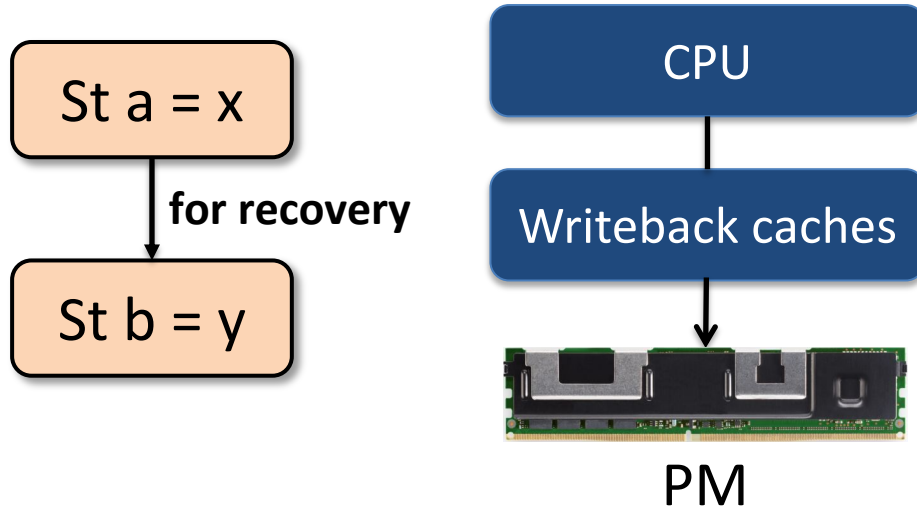 St a = x
for recovery
St b = y
CPU
Writeback caches
PM